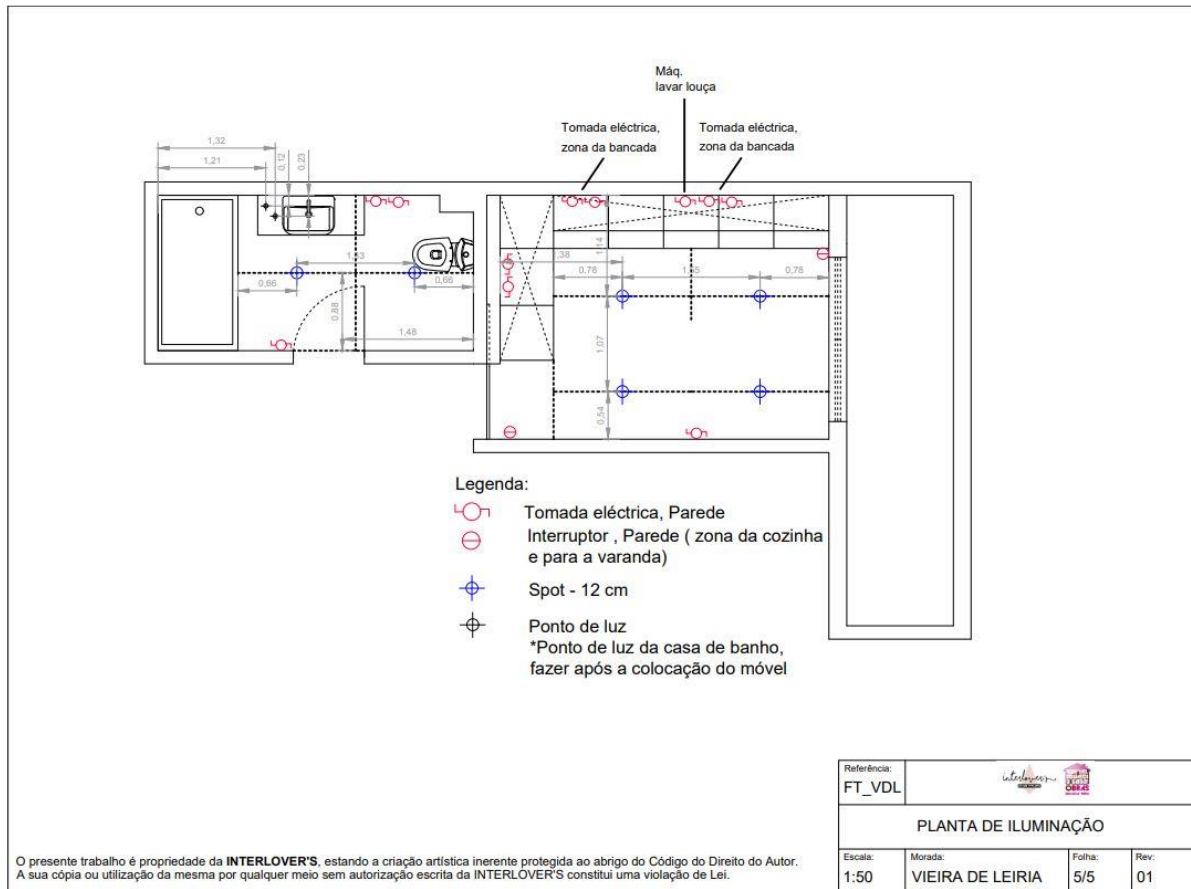 Máq.
lavar louça
Tomada eléctrica,
zona da bancada
Tomada eléctrica,
zona da bancada
1,32
1,21
0,12
0,23
1,14
0,78
0,78
0,66
0,66
0,88
1,48
1,07
0,54
Legenda:
Tomada eléctrica, Parede
Interruptor , Parede ( zona da cozinha
e para a varanda)
Spot - 12 cm
Ponto de luz
*Ponto de luz da casa de banho,
fazer após a colocação do móvel
Referência:
FT_VDL
interlover's
OBRAS
PLANTA DE ILUMINAÇÃO
Escala:
1:50
Morada:
VIEIRA DE LEIRIA
Folha:
5/5
Rev:
01
O presente trabalho é propriedade da INTERLOVER'S, estando a criação artística inerente protegida ao abrigo do Código do Direito do Autor.
A sua cópia ou utilização da mesma por qualquer meio sem autorização escrita da INTERLOVER'S constitui uma violação de Lei.